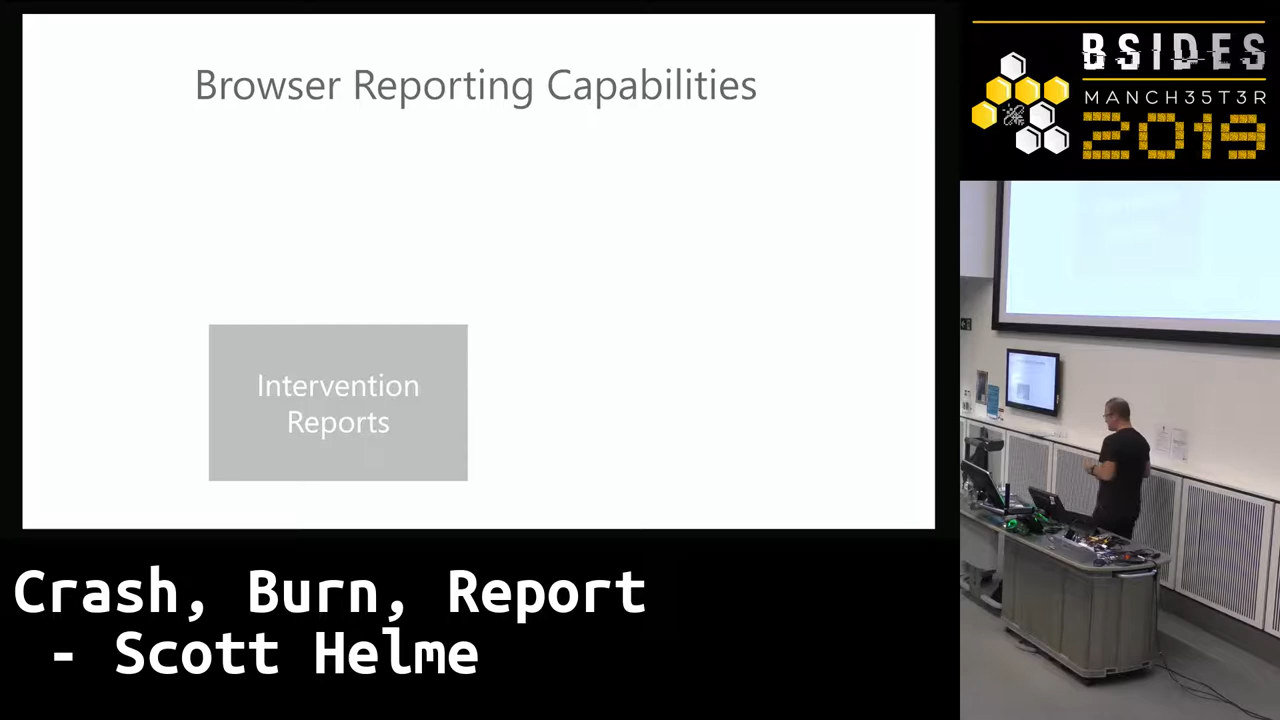 Browser Reporting Capabilities
Intervention
Reports
BSIDES
MANCH35T3R
2019
Crash, Burn, Report
- Scott Helme